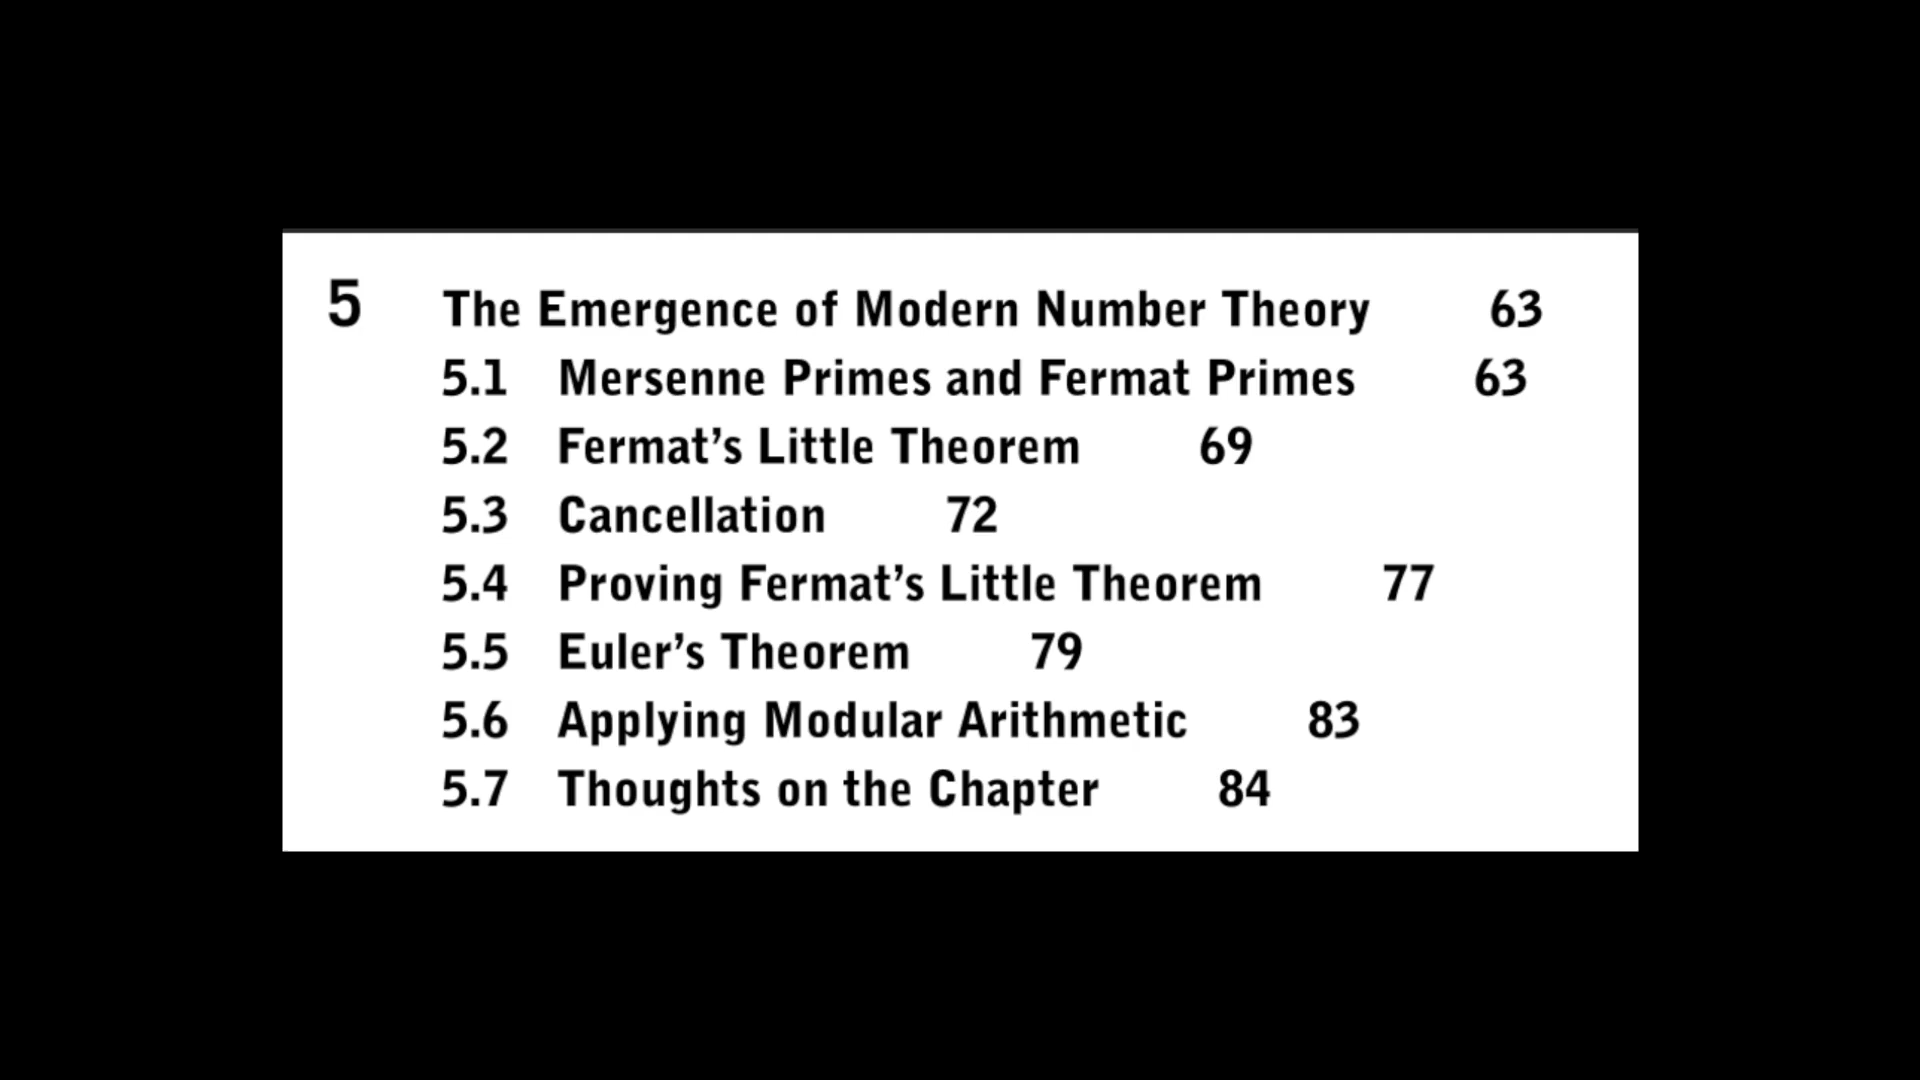 5 The Emergence of Modern Number Theory 63
5.1 Mersenne Primes and Fermat Primes 63
5.2 Fermat’s Little Theorem 69
5.3 Cancellation 72
5.4 Proving Fermat’s Little Theorem 77
5.5 Euler’s Theorem 79
5.6 Applying Modular Arithmetic 83
5.7 Thoughts on the Chapter 84